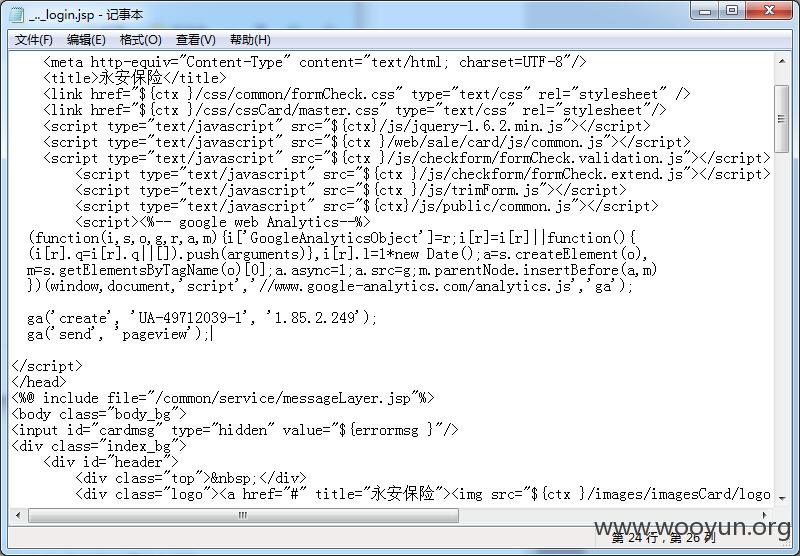 _.._login.jsp - 记事本
文件(F) 编辑(E) 格式(O) 查看(V) 帮助(H)
<meta http-equiv="Content-Type" content="text/html; charset=UTF-8"/>
<title>永安保险</title>
<link href="${ctx }/css/common/formCheck.css" type="text/css" rel="stylesheet" />
<link href="${ctx }/css/cssCard/master.css" type="text/css" rel="stylesheet"/>
<script type="text/javascript" src="${ctx}/js/jquery-1.6.2.min.js"></script>
<script type="text/javascript" src="${ctx }/web/sale/card/js/common.js"></script>
<script type="text/javascript" src="${ctx }/js/checkform/formCheck.validation.js"></script>
<script type="text/javascript" src="${ctx }/js/checkform/formCheck.extend.js"></script>
<script type="text/javascript" src="${ctx }/js/trimForm.js"></script>
<script type="text/javascript" src="${ctx}/js/public/common.js"></script>
<script><%-- google web Analytics--%>
(function(i,s,o,g,r,a,m){i['GoogleAnalyticsObject']=r;i[r]=i[r]||function(){
(i[r].q=i[r].q||[]).push(arguments)},i[r].l=1*new Date();a=s.createElement(o),
m=s.getElementsByTagName(o)[0];a.async=1;a.src=g;m.parentNode.insertBefore(a,m)
})(window,document,'script','//www.google-analytics.com/analytics.js','ga');
ga('create', 'UA-49712039-1', '1.85.2.249');
ga('send', 'pageview');
</script>
</head>
<%@ include file="/common/service/messageLayer.jsp"%>
<body class="body_bg">
<input id="cardmsg" type="hidden" value="${errormsg }"/>
<div class="index_bg">
<div id="header">
<div class="top">&nbsp;</div>
<div class="logo"><a href="#" title="永安保险"><img src="${ctx }/images/imagesCard/logo
第 24 行，第 26 列
www.wooyun.org